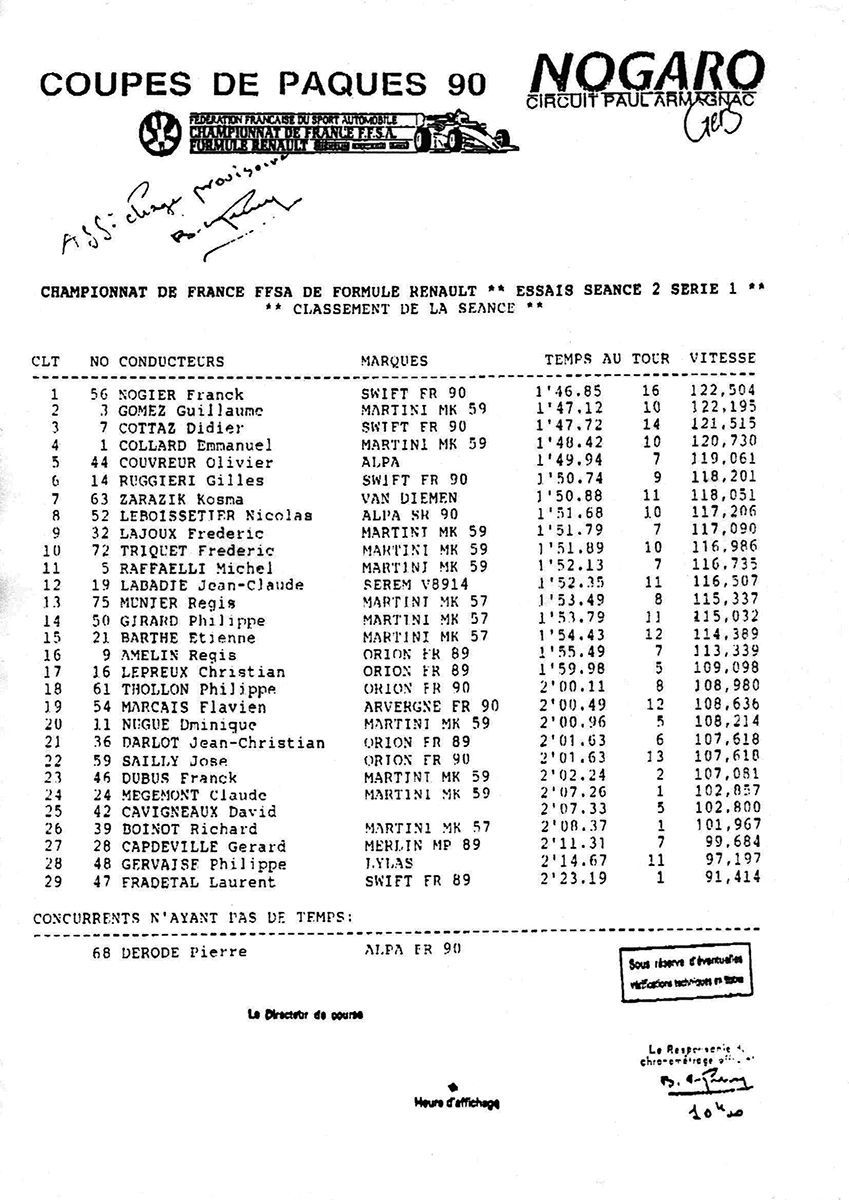 COUPES DE PAQUES 90
NOGARO
CIRCUIT PAUL ARMAGNAC
Gers
FEDERATION FRANCAISE DU SPORT AUTOMOBILE
CHAMPIONNAT DE FRANCE F.F.S.A.
FORMULE RENAULT
Affichage provisoire
CHAMPIONNAT DE FRANCE FFSA DE FORMULE RENAULT ** ESSAIS SEANCE 2 SERIE 1 **
** CLASSEMENT DE LA SEANCE **
CLT NO CONDUCTEURS MARQUES TEMPS AU TOUR VITESSE
1 56 NOGIER Franck SWIFT FR 90 1'46.85 16 122,504
2 3 GOMEZ Guillaume MARTINI MK 59 1'47.12 10 122,195
3 7 COTTAZ Didier SWIFT FR 90 1'47.72 14 121,515
4 1 COLLARD Emmanuel MARTINI MK 59 1'48.42 10 120,730
5 44 COUVREUR Olivier ALPA 1'49.94 7 119,061
6 14 RUGGIERI Gilles SWIFT FR 90 1'50.74 9 118,201
7 63 ZARAZIK Kosma VAN DIEMEN 1'50.88 11 118,051
8 52 LEBOISSETIER Nicolas ALPA SR 90 1'51.68 10 117,206
9 32 LAJOUX Frederic MARTINI MK 59 1'51.79 7 117,090
10 72 TRIQUET Frederic MARTINI MK 59 1'51.89 10 116,986
11 5 RAFFAELLI Michel MARTINI MK 59 1'52.13 7 116,735
12 19 LABADIE Jean-Claude SEREM V8914 1'52.35 11 116,507
13 75 MUNIER Regis MARTINI MK 57 1'53.49 8 115,337
14 50 GIRARD Philippe MARTINI MK 57 1'53.79 11 115,032
15 21 BARTHE Etienne MARTINI MK 57 1'54.43 12 114,389
16 9 AMELIN Regis ORION FR 89 1'55.49 7 113,339
17 16 LEPREUX Christian ORION FR 89 1'59.98 5 109,098
18 61 THOLLON Philippe ORION FR 90 2'00.11 8 108,980
19 54 MARCAIS Flavien ARVERGNE FR 90 2'00.49 12 108,636
20 11 NUGUE Dminique MARTINI MK 59 2'00.96 5 108,214
21 36 DARLOT Jean-Christian ORION FR 89 2'01.63 6 107,618
22 59 SAILLY Jose ORION FR 90 2'01.63 13 107,618
23 46 DUBUS Franck MARTINI MK 59 2'02.24 2 107,081
24 24 MEGEMONT Claude MARTINI MK 59 2'07.26 1 102,857
25 42 CAVIGNEAUX David 2'07.33 5 102.800
26 39 BOINOT Richard MARTINI MK 57 2'08.37 1 101,967
27 28 CAPDEVILLE Gerard MERLIN MP 89 2'11.31 7 99,684
28 48 GERVAISE Philippe LYLAS 2'14.67 11 97,197
29 47 FRADETAL Laurent SWIFT FR 89 2'23.19 1 91,414
CONCURRENTS N'AYANT PAS DE TEMPS:
68 DERODE Pierre ALPA FR 90
Sous réserve d'éventuelles
vérifications techniques en
Le Directeur de course
Le Responsable
chronométrage
Heure d'affichage